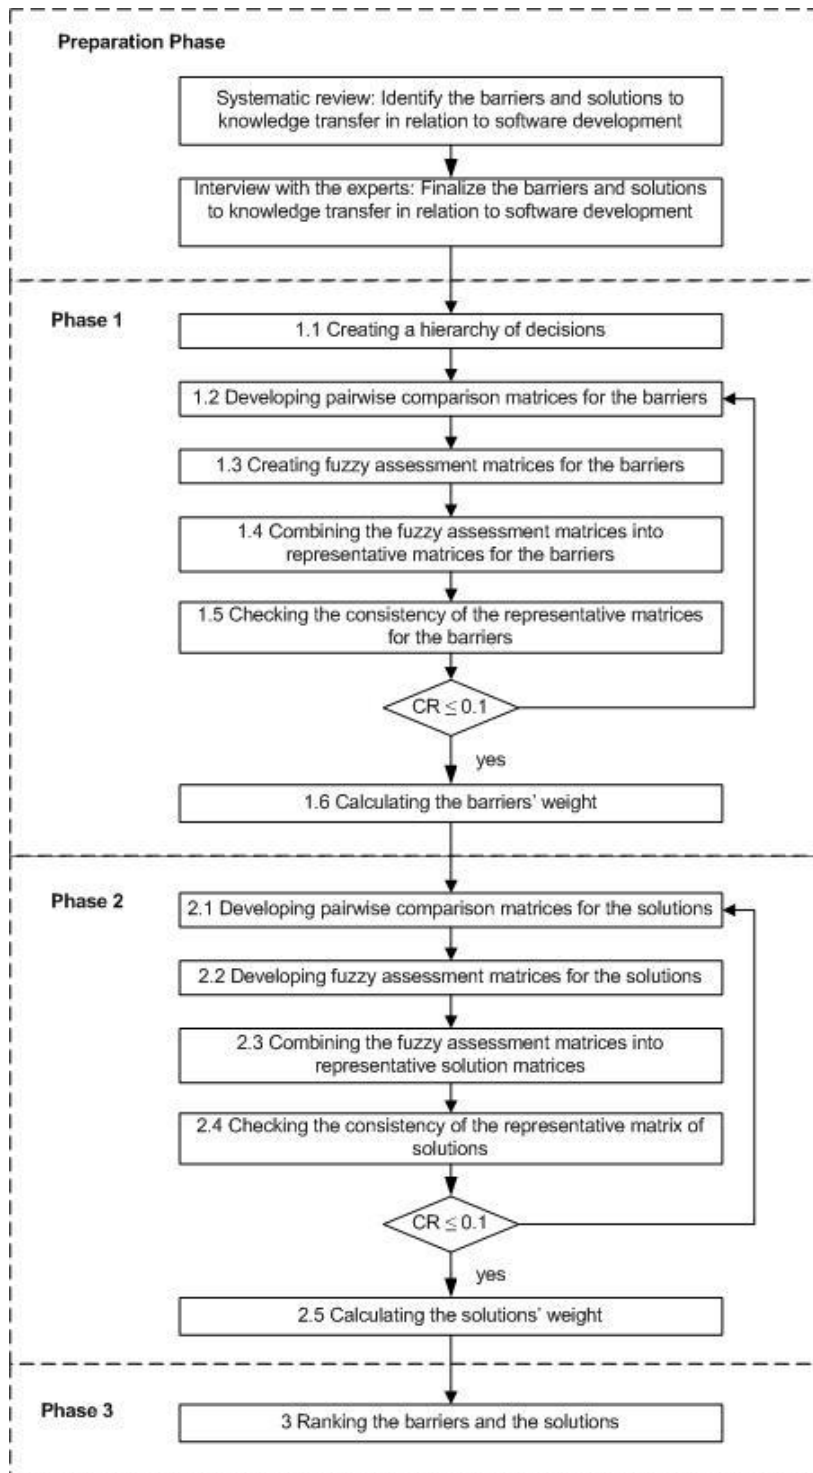 Preparation Phase
Systematic review: Identify the barriers and solutions to
knowledge transfer in relation to software development
Interview with the experts: Finalize the barriers and solutions
to knowledge transfer in relation to software development
Phase 1
1.1 Creating a hierarchy of decisions
1.2 Developing pairwise comparison matrices for the barriers
1.3 Creating fuzzy assessment matrices for the barriers
1.4 Combining the fuzzy assessment matrices into
representative matrices for the barriers
1.5 Checking the consistency of the representative matrices
for the barriers
CR ≤ 0.1
yes
1.6 Calculating the barriers' weight
Phase 2
2.1 Developing pairwise comparison matrices for the solutions
2.2 Developing fuzzy assessment matrices for the solutions
2.3 Combining the fuzzy assessment matrices into
representative solution matrices
2.4 Checking the consistency of the representative matrix of
solutions
CR ≤ 0.1
yes
2.5 Calculating the solutions' weight
Phase 3
3 Ranking the barriers and the solutions